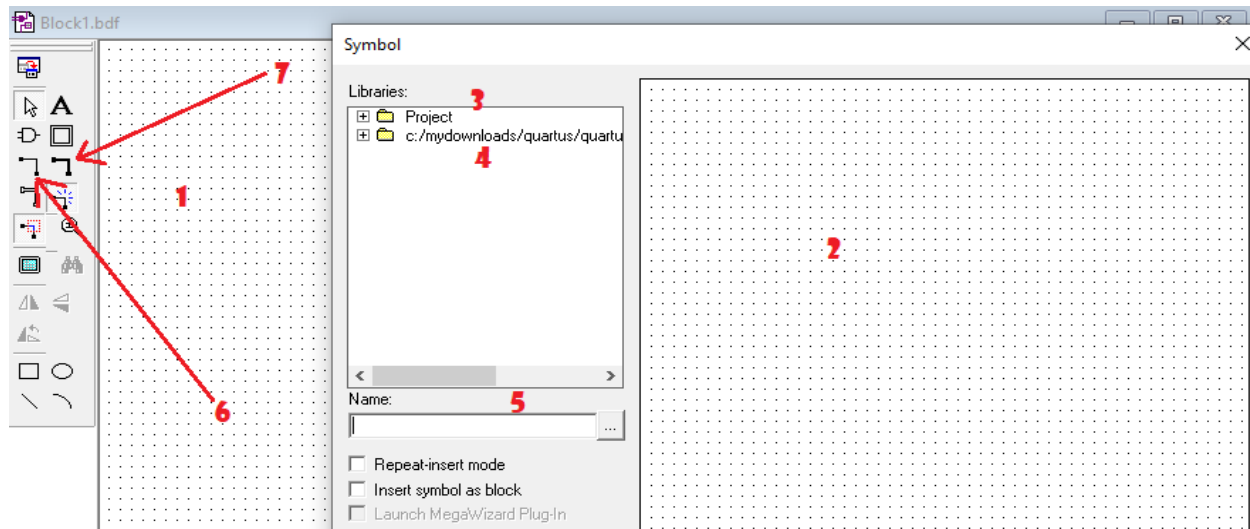 Block1.bdf
Symbol
7
Libraries:
3
Project
A
c:/mydownloads/quartus/quartu
4
1
2
6
Name:
5
...
Repeat-insert mode
Insert symbol as block
Launch MegaWizard Plug-In